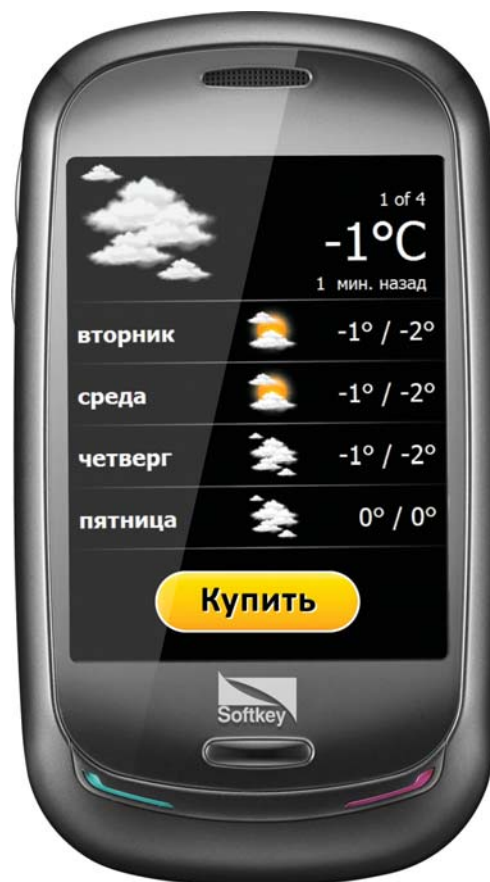 1 of 4
-1°C
1 мин. назад
вторник -1° / -2°
среда -1° / -2°
четверг -1° / -2°
пятница 0° / 0°
Купить
Softkey